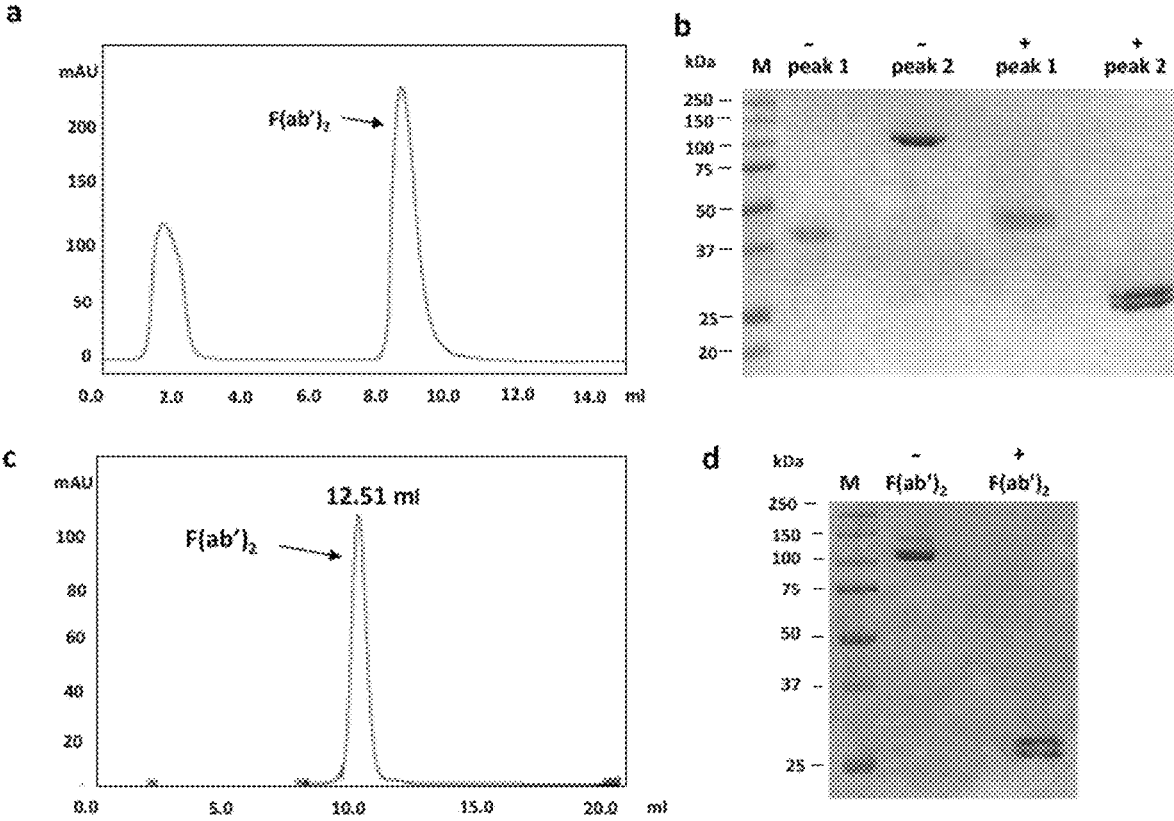 a
mAU
200
150
100
50
0
F(ab')₂
0.0 2.0 4.0 6.0 8.0 10.0 12.0 14.0 ml
b
- - + +
kDa M peak 1 peak 2 peak 1 peak 2
250
150
100
75
50
37
25
20
c
mAU
100
80
60
40
20
12.51 ml
F(ab')₂
0.0 5.0 10.0 15.0 20.0 ml
d
- +
kDa M F(ab')₂ F(ab')₂
250
150
100
75
50
37
25